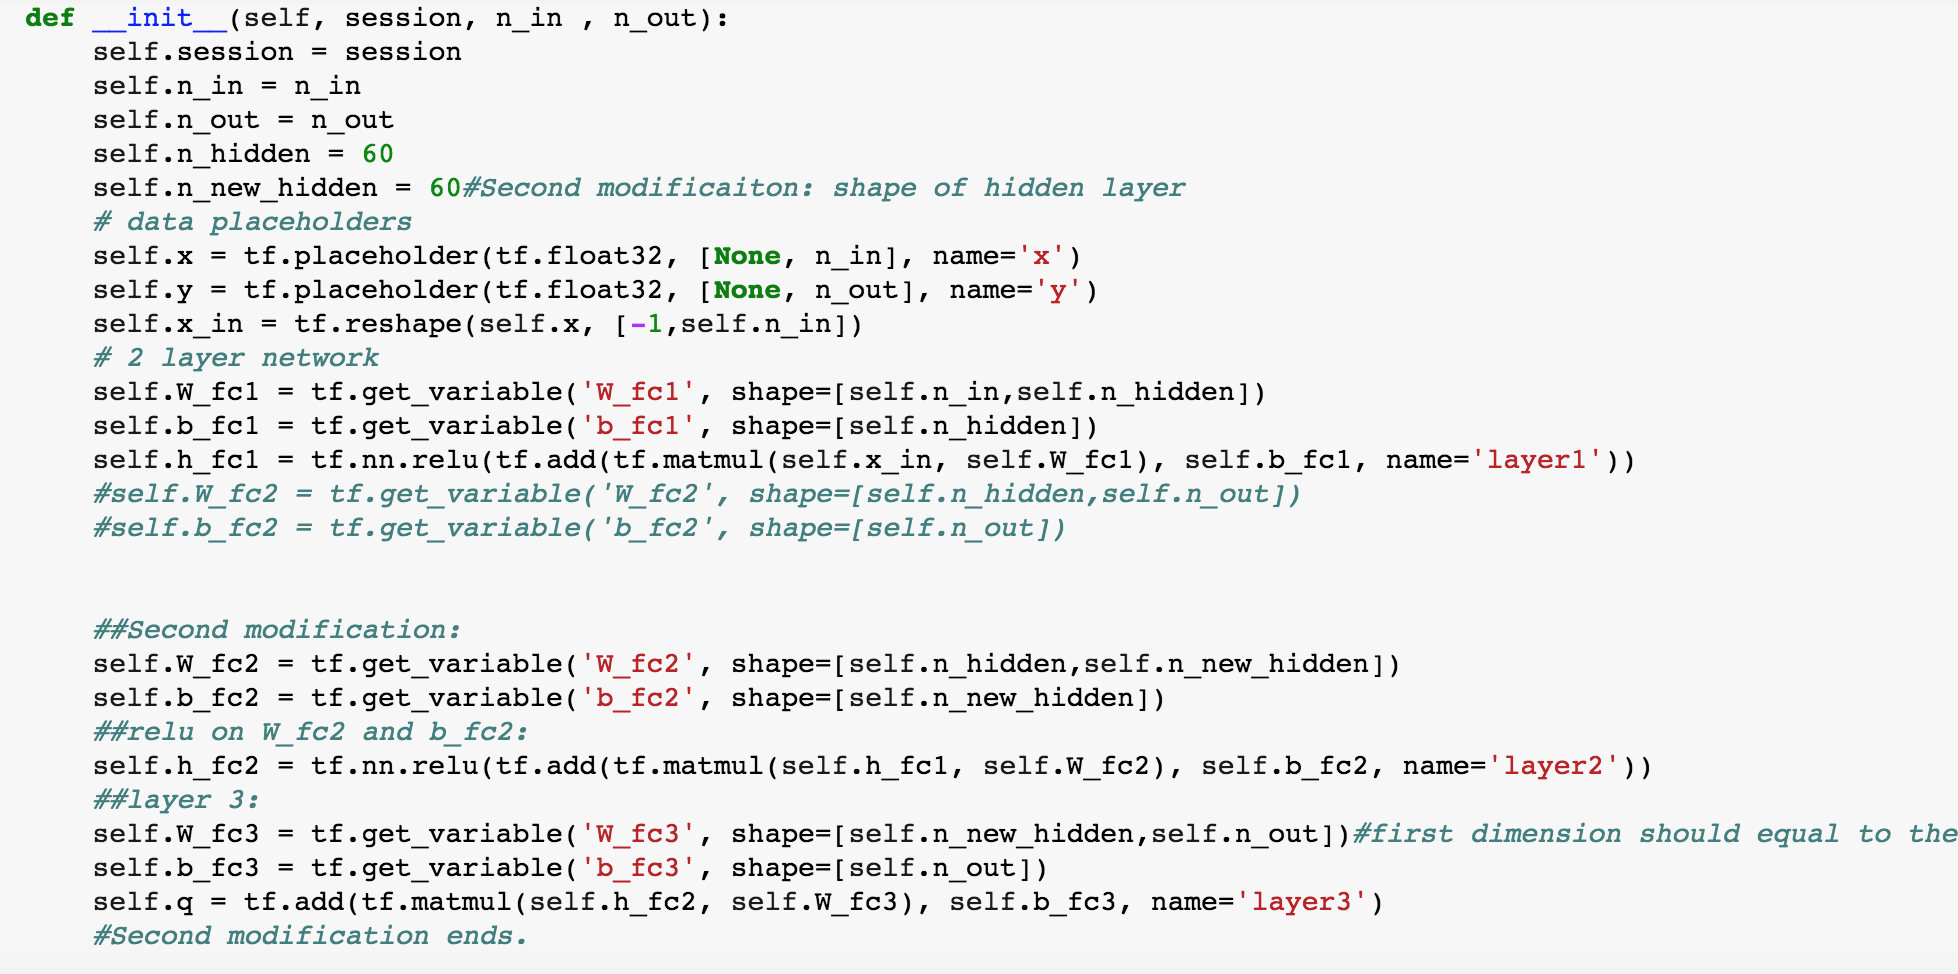 def __init__(self, session, n_in , n_out):
self.session = session
self.n_in = n_in
self.n_out = n_out
self.n_hidden = 60
self.n_new_hidden = 60#Second modificaiton: shape of hidden layer
# data placeholders
self.x = tf.placeholder(tf.float32, [None, n_in], name='x')
self.y = tf.placeholder(tf.float32, [None, n_out], name='y')
self.x_in = tf.reshape(self.x, [-1,self.n_in])
# 2 layer network
self.W_fc1 = tf.get_variable('W_fc1', shape=[self.n_in,self.n_hidden])
self.b_fc1 = tf.get_variable('b_fc1', shape=[self.n_hidden])
self.h_fc1 = tf.nn.relu(tf.add(tf.matmul(self.x_in, self.W_fc1), self.b_fc1, name='layer1'))
#self.W_fc2 = tf.get_variable('W_fc2', shape=[self.n_hidden,self.n_out])
#self.b_fc2 = tf.get_variable('b_fc2', shape=[self.n_out])
##Second modification:
self.W_fc2 = tf.get_variable('W_fc2', shape=[self.n_hidden,self.n_new_hidden])
self.b_fc2 = tf.get_variable('b_fc2', shape=[self.n_new_hidden])
##relu on W_fc2 and b_fc2:
self.h_fc2 = tf.nn.relu(tf.add(tf.matmul(self.h_fc1, self.W_fc2), self.b_fc2, name='layer2'))
##layer 3:
self.W_fc3 = tf.get_variable('W_fc3', shape=[self.n_new_hidden,self.n_out])#first dimension should equal to the
self.b_fc3 = tf.get_variable('b_fc3', shape=[self.n_out])
self.q = tf.add(tf.matmul(self.h_fc2, self.W_fc3), self.b_fc3, name='layer3')
#Second modification ends.